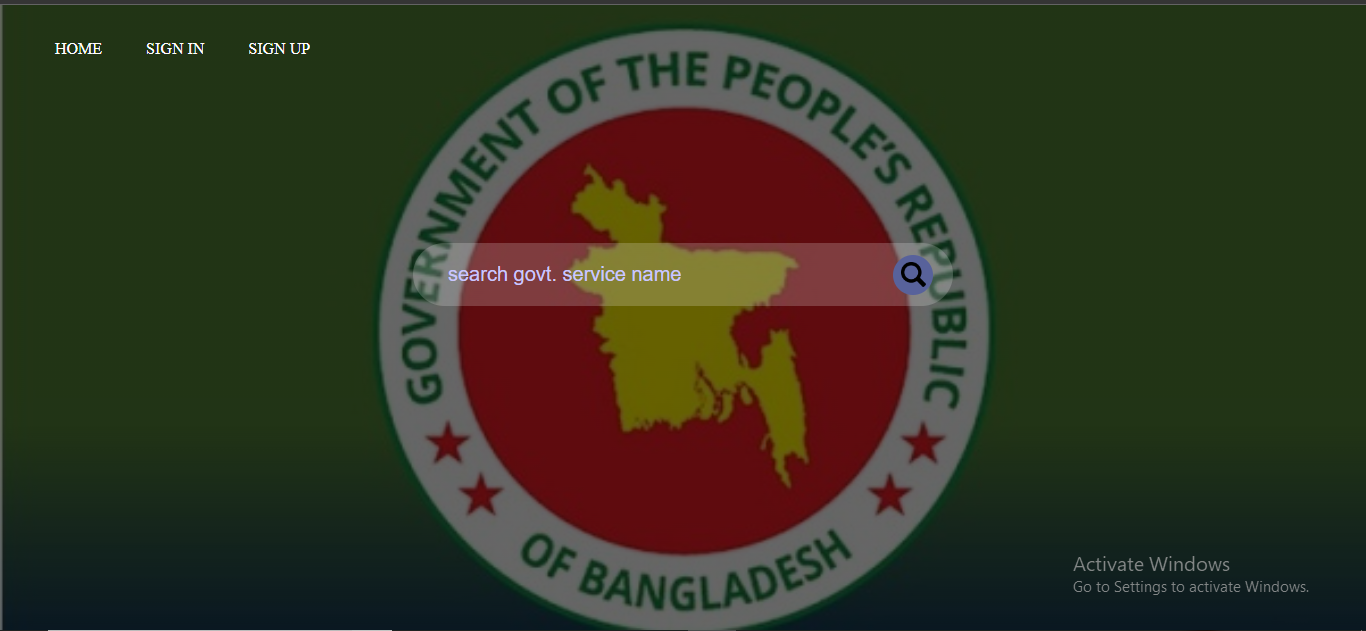 HOME SIGN IN SIGN UP
GOVERNMENT OF THE PEOPLE'S REPUBLIC
search govt. service name
OF BANGLADESH
Activate Windows
Go to Settings to activate Windows.